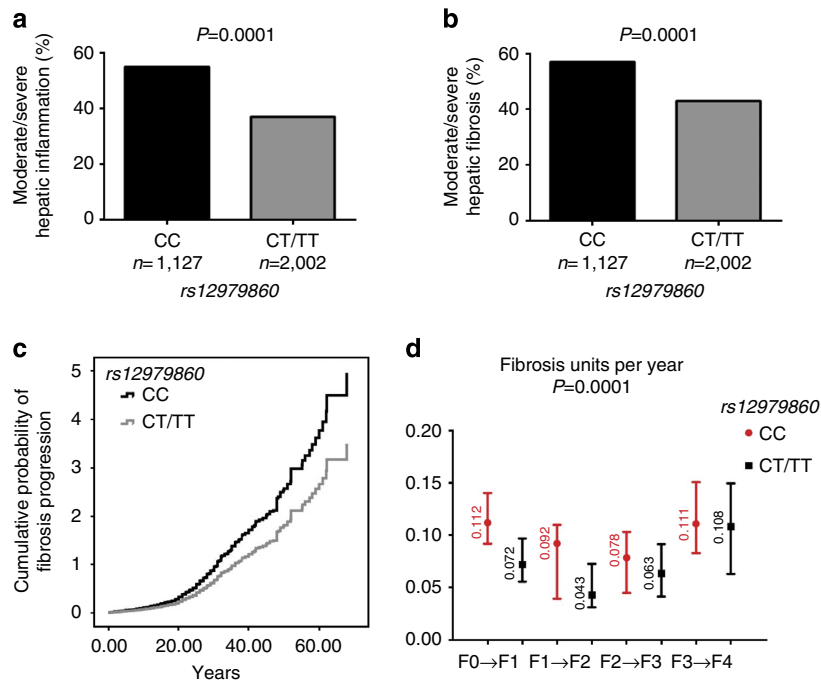 a
P=0.0001
Moderate/severe
hepatic inflammation (%)
60
40
20
0
CC
CT/TT
n=1,127
n=2,002
rs12979860
b
P=0.0001
Moderate/severe
hepatic fibrosis (%)
60
40
20
0
CC
CT/TT
n=1,127
n=2,002
rs12979860
c
Cumulative probability of
fibrosis progression
rs12979860
CC
CT/TT
5
4
3
2
1
0
0.00
20.00
40.00
60.00
Years
d
Fibrosis units per year
P=0.0001
rs12979860
CC
CT/TT
0.20
0.15
0.10
0.05
0.00
0.112
0.072
0.092
0.043
0.078
0.063
0.111
0.108
F0→F1
F1→F2
F2→F3
F3→F4